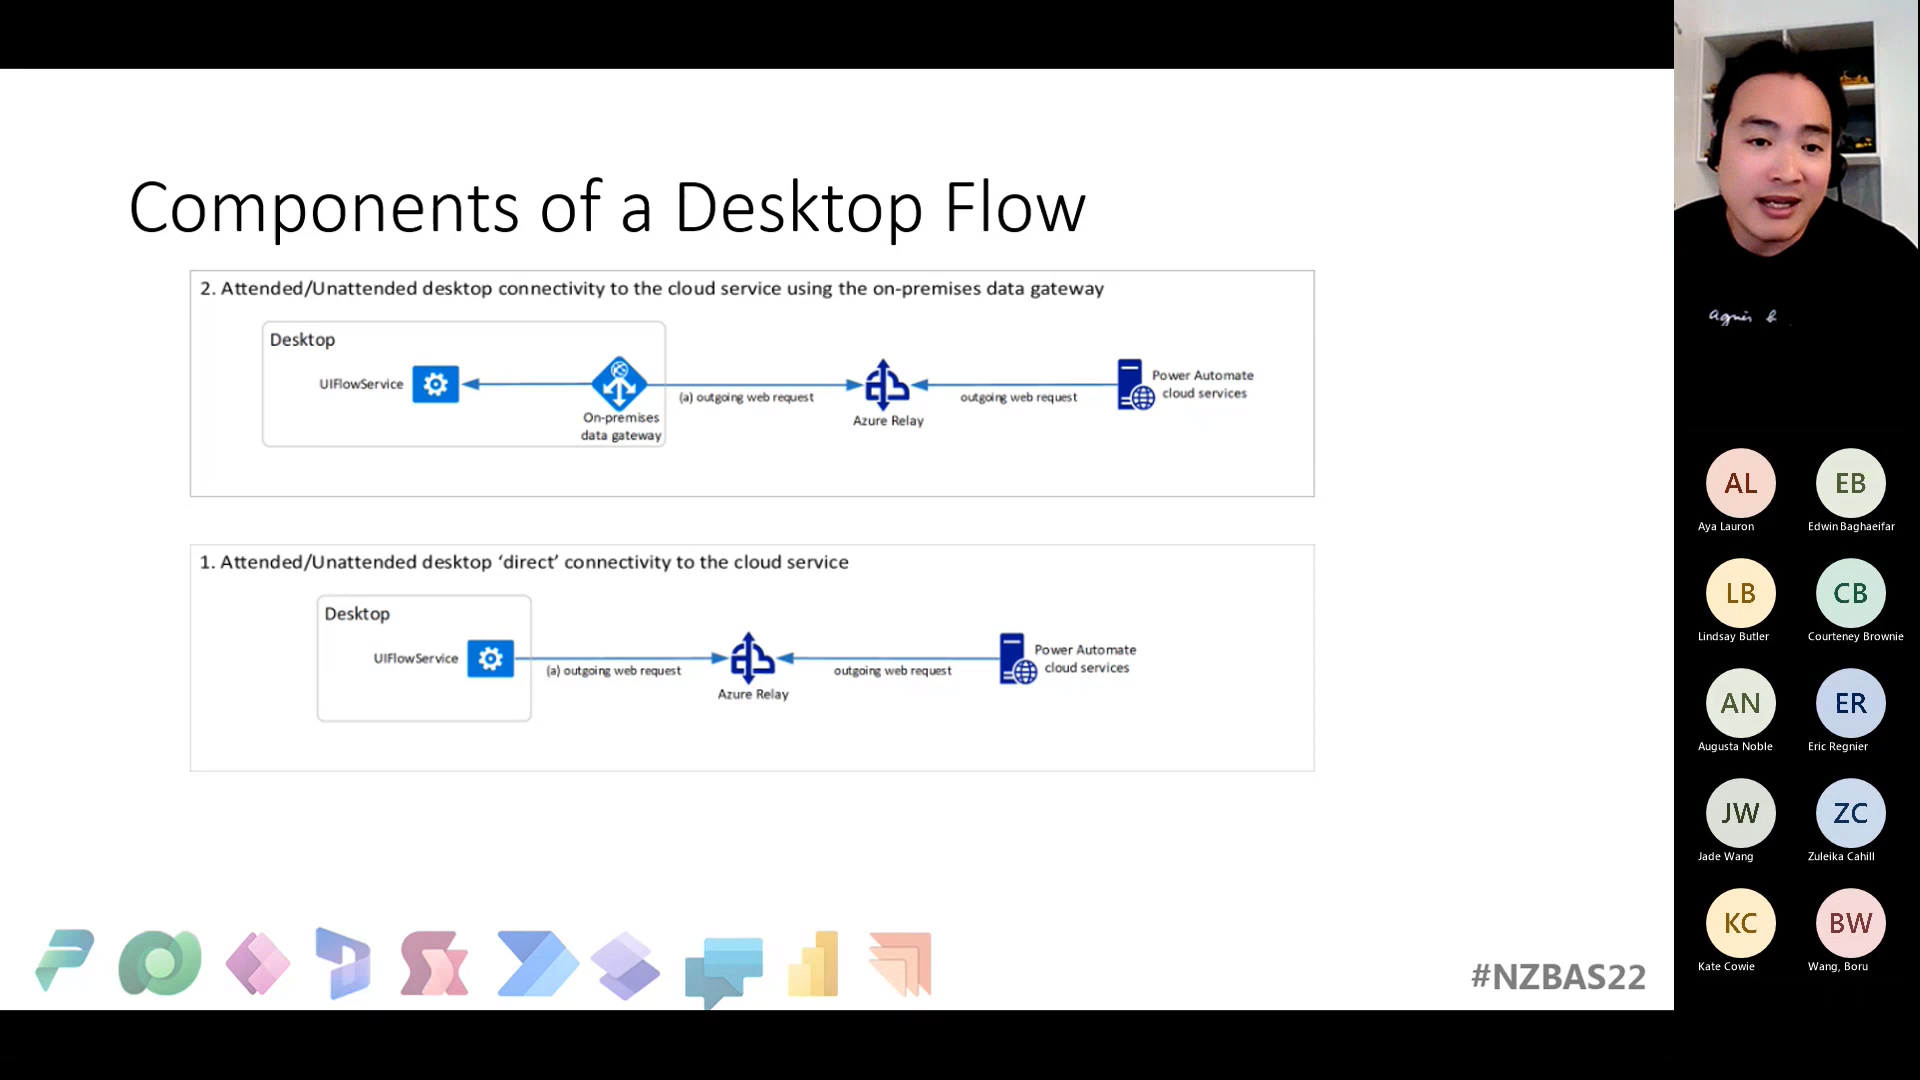 Components of a Desktop Flow
2. Attended/Unattended desktop connectivity to the cloud service using the on-premises data gateway
Desktop
UIFlowService
On-premises
data gateway
(a) outgoing web request
Azure Relay
outgoing web request
Power Automate
cloud services
1. Attended/Unattended desktop ‘direct’ connectivity to the cloud service
Desktop
UIFlowService
(a) outgoing web request
Azure Relay
outgoing web request
Power Automate
cloud services
#NZBAS22
agnès b.
AL
Aya Lauron
EB
Edwin Baghaeifar
LB
Lindsay Butler
CB
Courteney Brownie
AN
Augusta Noble
ER
Eric Regnier
JW
Jade Wang
ZC
Zuleika Cahill
KC
Kate Cowie
BW
Wang, Boru